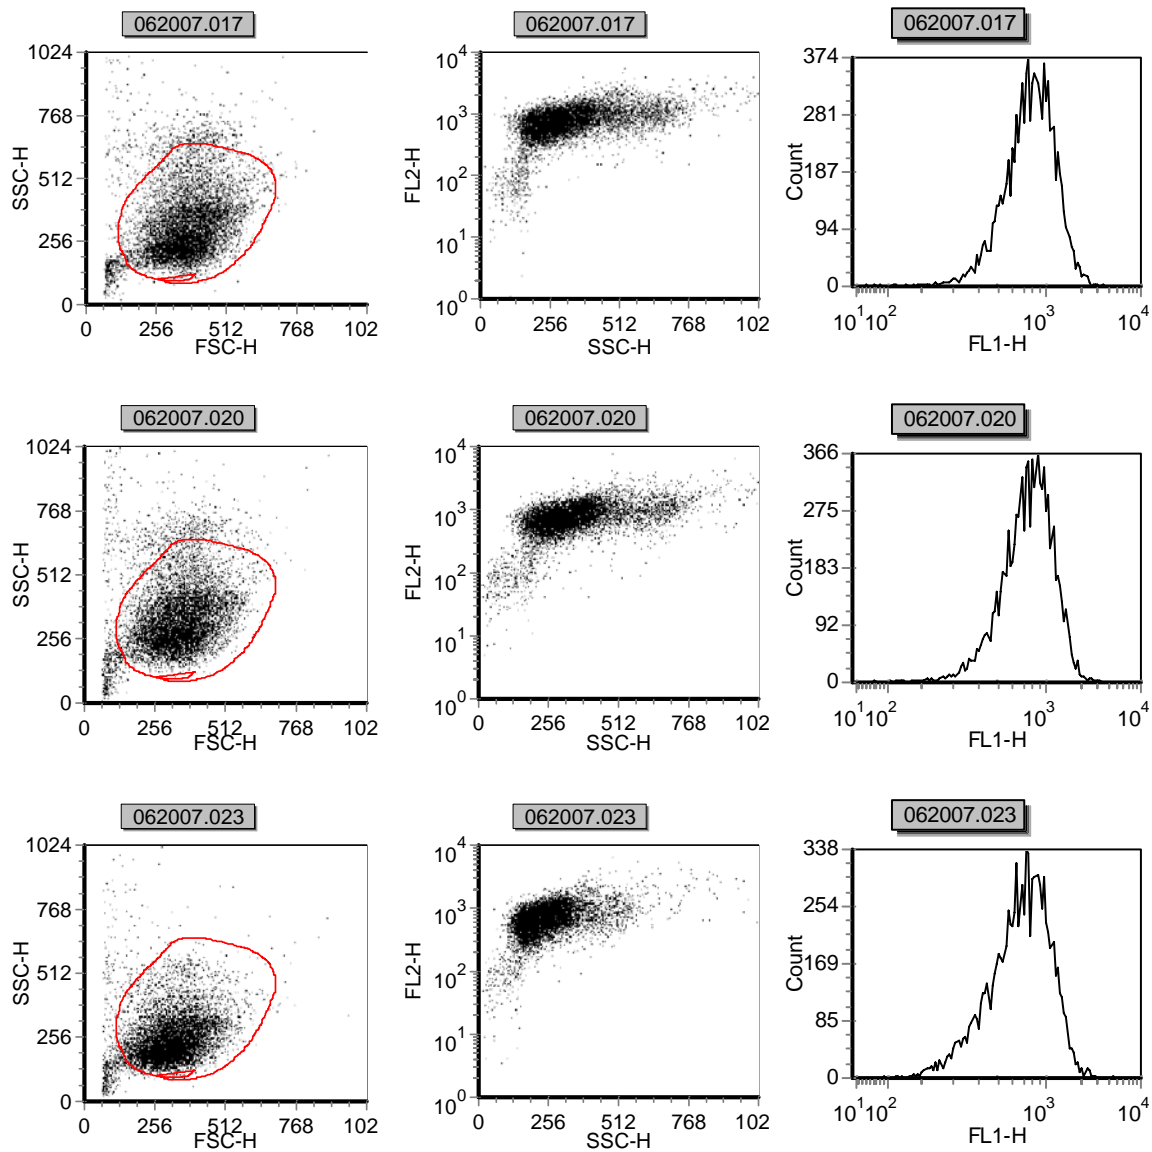 062007.017 062007.017 062007.017
1024 768 512 256 0
SSC-H
0 256 512 768 102
FSC-H
10^4 10^3 10^2 10^1 10^0
FL2-H
0 256 512 768 102
SSC-H
374 281 187 94 0
Count
10^1 10^2 10^3 10^4
FL1-H
062007.020 062007.020 062007.020
1024 768 512 256 0
SSC-H
0 256 512 768 102
FSC-H
10^4 10^3 10^2 10^1 10^0
FL2-H
0 256 512 768 102
SSC-H
366 275 183 92 0
Count
10^1 10^2 10^3 10^4
FL1-H
062007.023 062007.023 062007.023
1024 768 512 256 0
SSC-H
0 256 512 768 102
FSC-H
10^4 10^3 10^2 10^1 10^0
FL2-H
0 256 512 768 102
SSC-H
338 254 169 85 0
Count
10^1 10^2 10^3 10^4
FL1-H